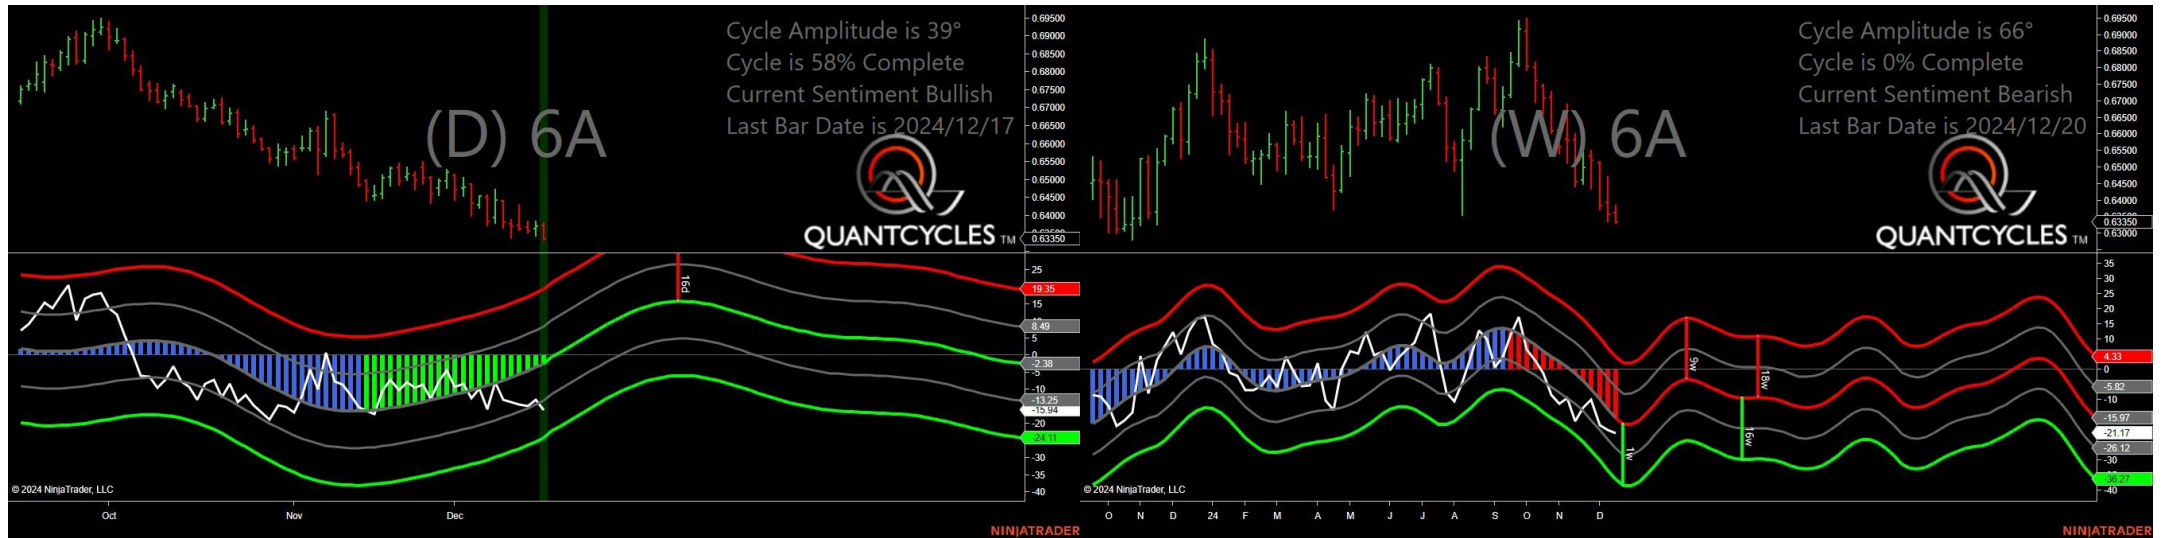 Cycle Amplitude is 39°
Cycle is 58% Complete
Current Sentiment Bullish
Last Bar Date is 2024/12/17
(D) 6A
QUANTCYCLES TM
0.69500
0.69000
0.68500
0.68000
0.67500
0.67000
0.66500
0.66000
0.65500
0.65000
0.64500
0.64000
0.63350
16d
25
19.35
15
8.49
5
0
-2.38
-5
-10
-13.25
-15.94
-20
-24.11
-30
-35
-40
© 2024 NinjaTrader, LLC
Oct Nov Dec
NINJATRADER
Cycle Amplitude is 66°
Cycle is 0% Complete
Current Sentiment Bearish
Last Bar Date is 2024/12/20
(W) 6A
QUANTCYCLES TM
0.69500
0.69000
0.68500
0.68000
0.67500
0.67000
0.66500
0.66000
0.65500
0.65000
0.64500
0.64000
0.63350
0.63000
9w
18w
16w
1w
35
30
25
20
15
10
4.33
0
-5.82
-10
-15.97
-21.17
-26.12
-30
-36.27
-40
© 2024 NinjaTrader, LLC
O N D 24 F M A M J J A S O N D
NINJATRADER